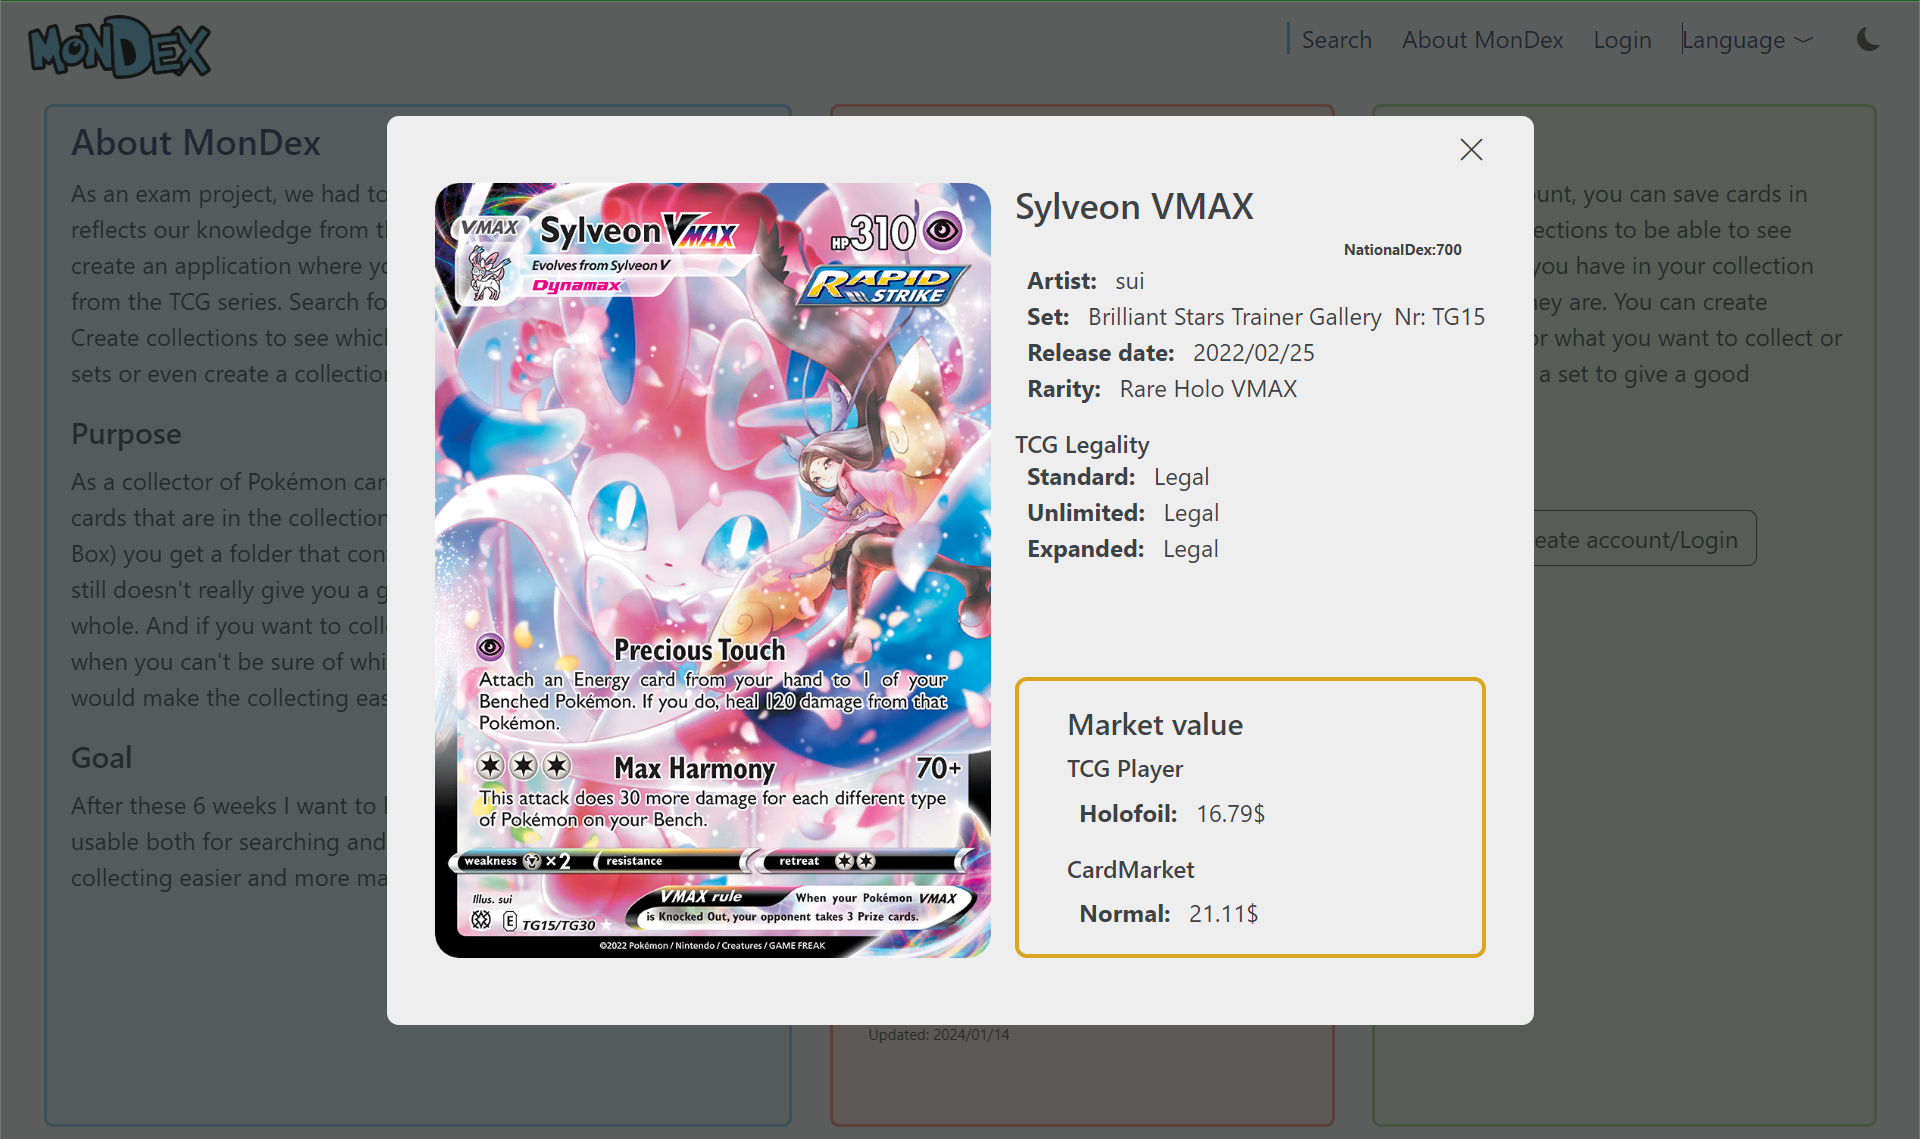 MONDEX
Search
About MonDex
Login
Language
About MonDex
As an exam project, we had to
reflects our knowledge from
create an application where
from the TCG series. Search
Create collections to see
sets or even create a
Purpose
As a collector of Pokémon
cards that are in the collection
Box) you get a folder that
still doesn't really give you a
whole. And if you want to
when you can't be sure of
would make the collecting
Goal
After these 6 weeks I want to
usable both for searching and
collecting easier and more
VMAX
Sylveon VMAX
HP 310
Evolves from Sylveon V
Dynamax
RAPID
STRIKE
Precious Touch
Attach an Energy card from your hand to 1 of your
Benched Pokémon. If you do, heal 120 damage from that
Pokémon.
Max Harmony 70+
This attack does 30 more damage for each different type
of Pokémon on your Bench.
weakness ×2 resistance retreat
Illus. sui
VMAX rule When your Pokémon VMAX
is Knocked Out, your opponent takes 3 Prize cards.
E TG15/TG30
©2022 Pokémon / Nintendo / Creatures / GAME FREAK
Sylveon VMAX
NationalDex:700
Artist: sui
Set: Brilliant Stars Trainer Gallery Nr: TG15
Release date: 2022/02/25
Rarity: Rare Holo VMAX
TCG Legality
Standard: Legal
Unlimited: Legal
Expanded: Legal
Market value
TCG Player
Holofoil: 16.79$
CardMarket
Normal: 21.11$
Updated: 2024/01/14
you can save cards in
to be able to see
you have in your collection
are. You can create
what you want to collect or
a set to give a good
account/Login